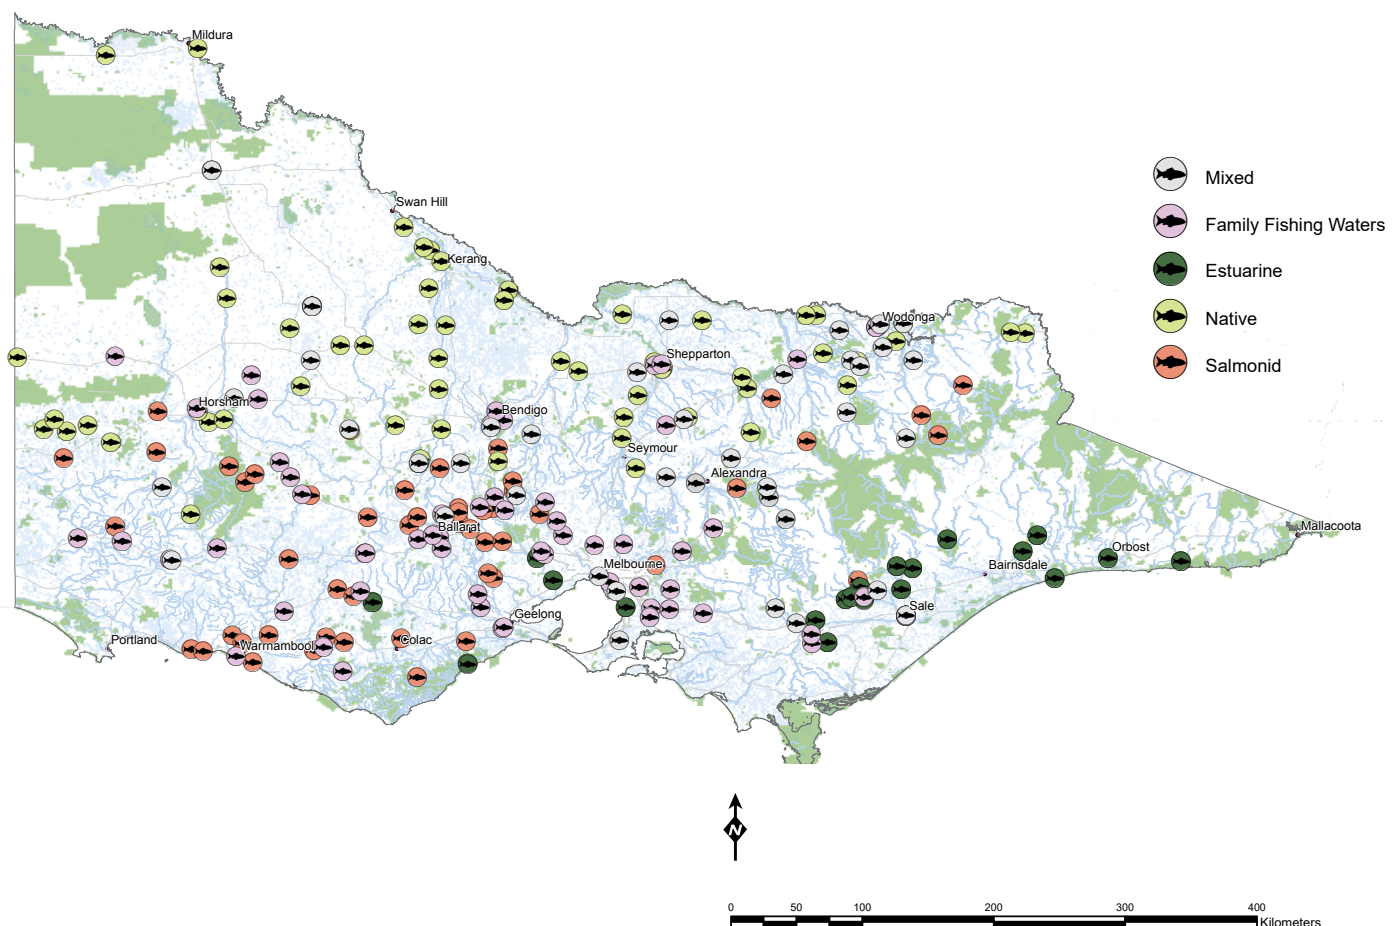 Mildura
Swan Hill
Kerang
Wodonga
Shepparton
Horsham
Bendigo
Seymour
Alexandra
Ballarat
Mallacoota
Orbost
Bairnsdale
Melbourne
Sale
Geelong
Portland
Warrnambool
Colac
Mixed
Family Fishing Waters
Estuarine
Native
Salmonid
N
0 50 100 200 300 400
Kilometers